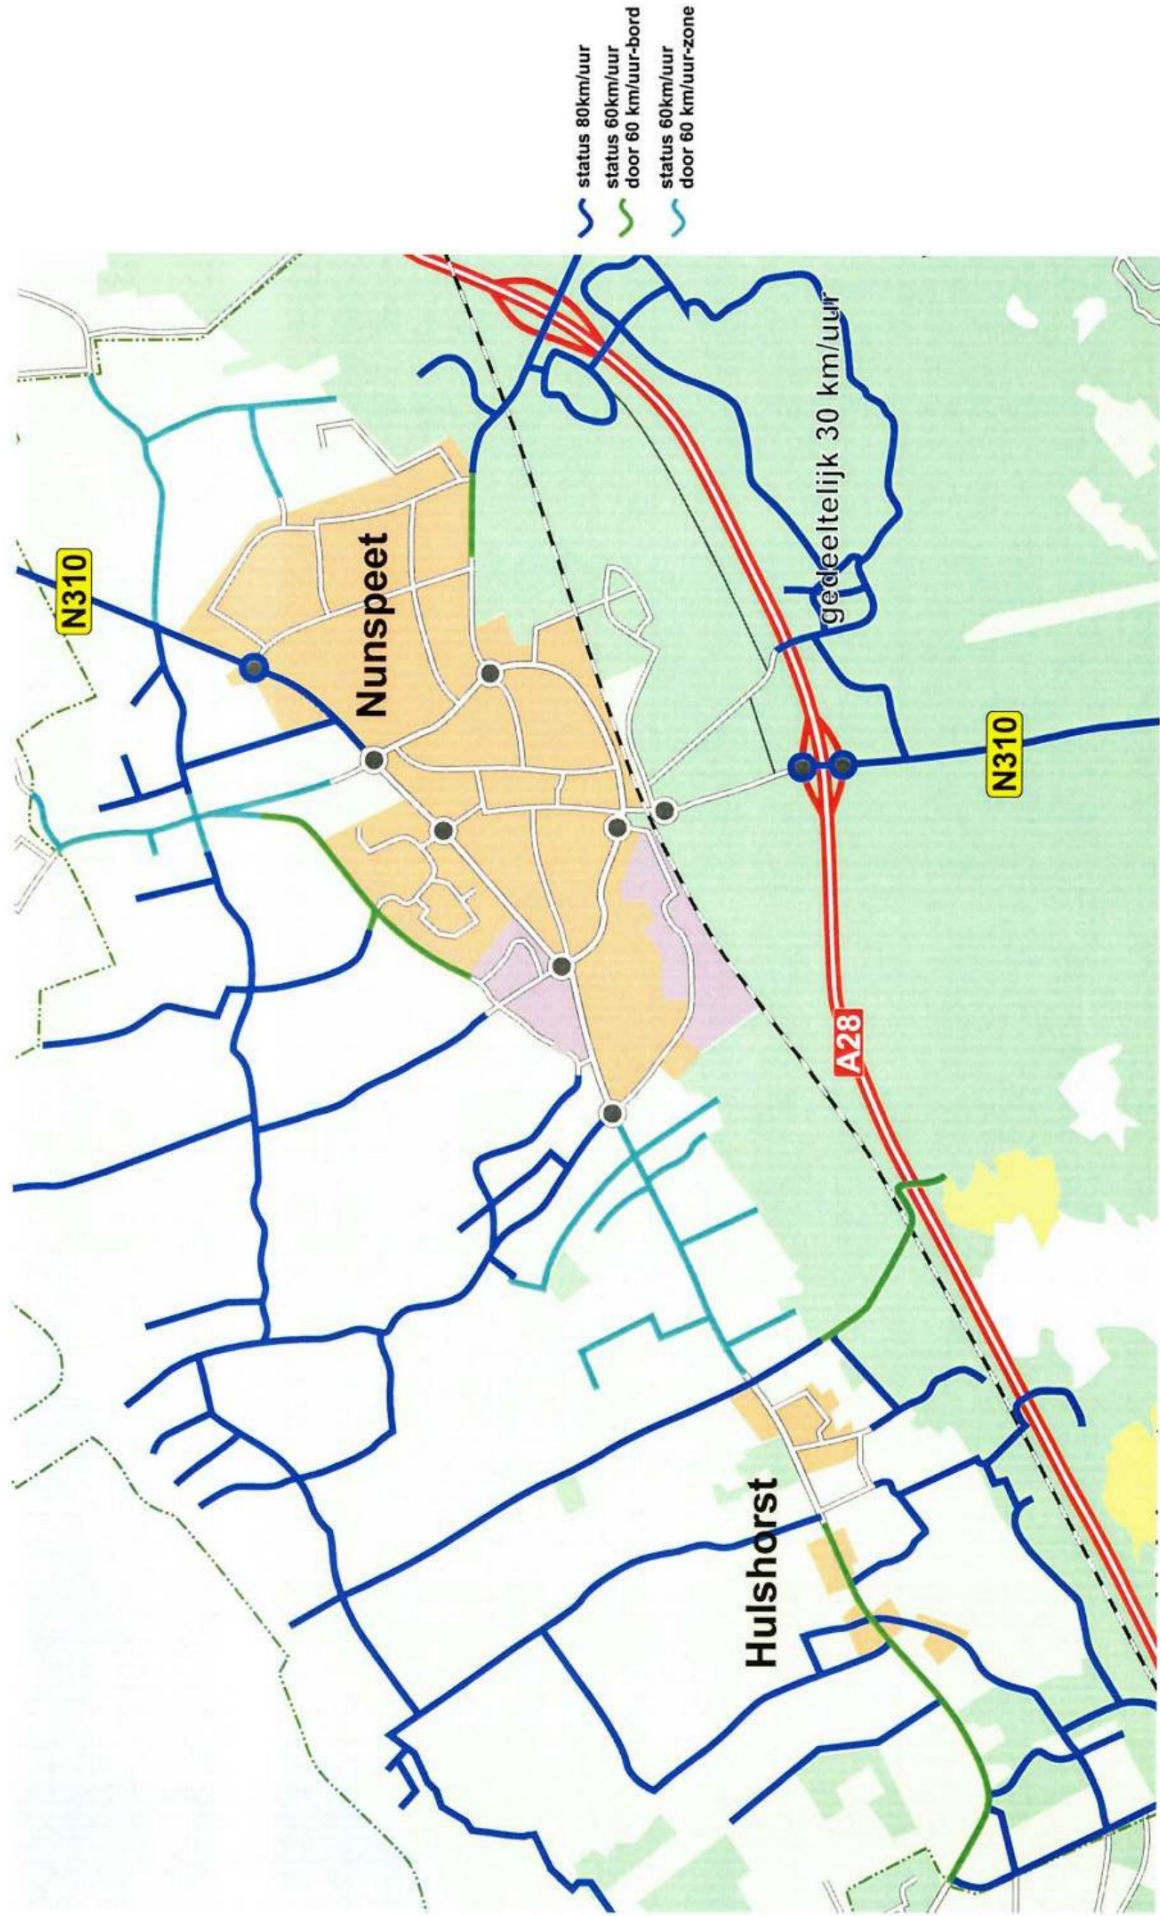 N310
Nunspeet
gedeeltelijk 30 km/uur
N310
A28
Hulshorst
status 80km/uur
status 60km/uur
door 60 km/uur-bord
status 60km/uur
door 60 km/uur-zone